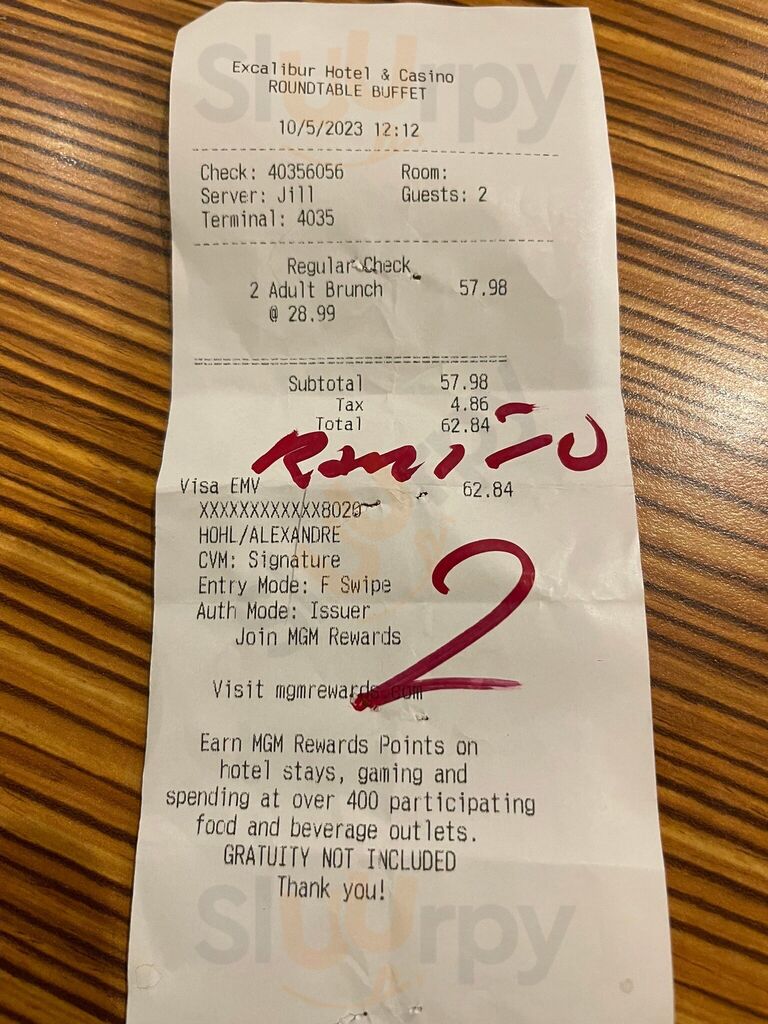 Slurpy
Excalibur Hotel & Casino
ROUNDTABLE BUFFET
10/5/2023 12:12
Check: 40356056 Room:
Server: Jill Guests: 2
Terminal: 4035
Regular Check
2 Adult Brunch 57.98
@ 28.99
Subtotal 57.98
Tax 4.86
Total 62.84
Visa EMV 62.84
XXXXXXXXXXXX8020
HOHL/ALEXANDRE
CVM: Signature
Entry Mode: F Swipe
Auth Mode: Issuer
Join MGM Rewards
2
Visit mgmrewards.com
Earn MGM Rewards Points on
hotel stays, gaming and
spending at over 400 participating
food and beverage outlets.
GRATUITY NOT INCLUDED
Thank you!
Slurpy